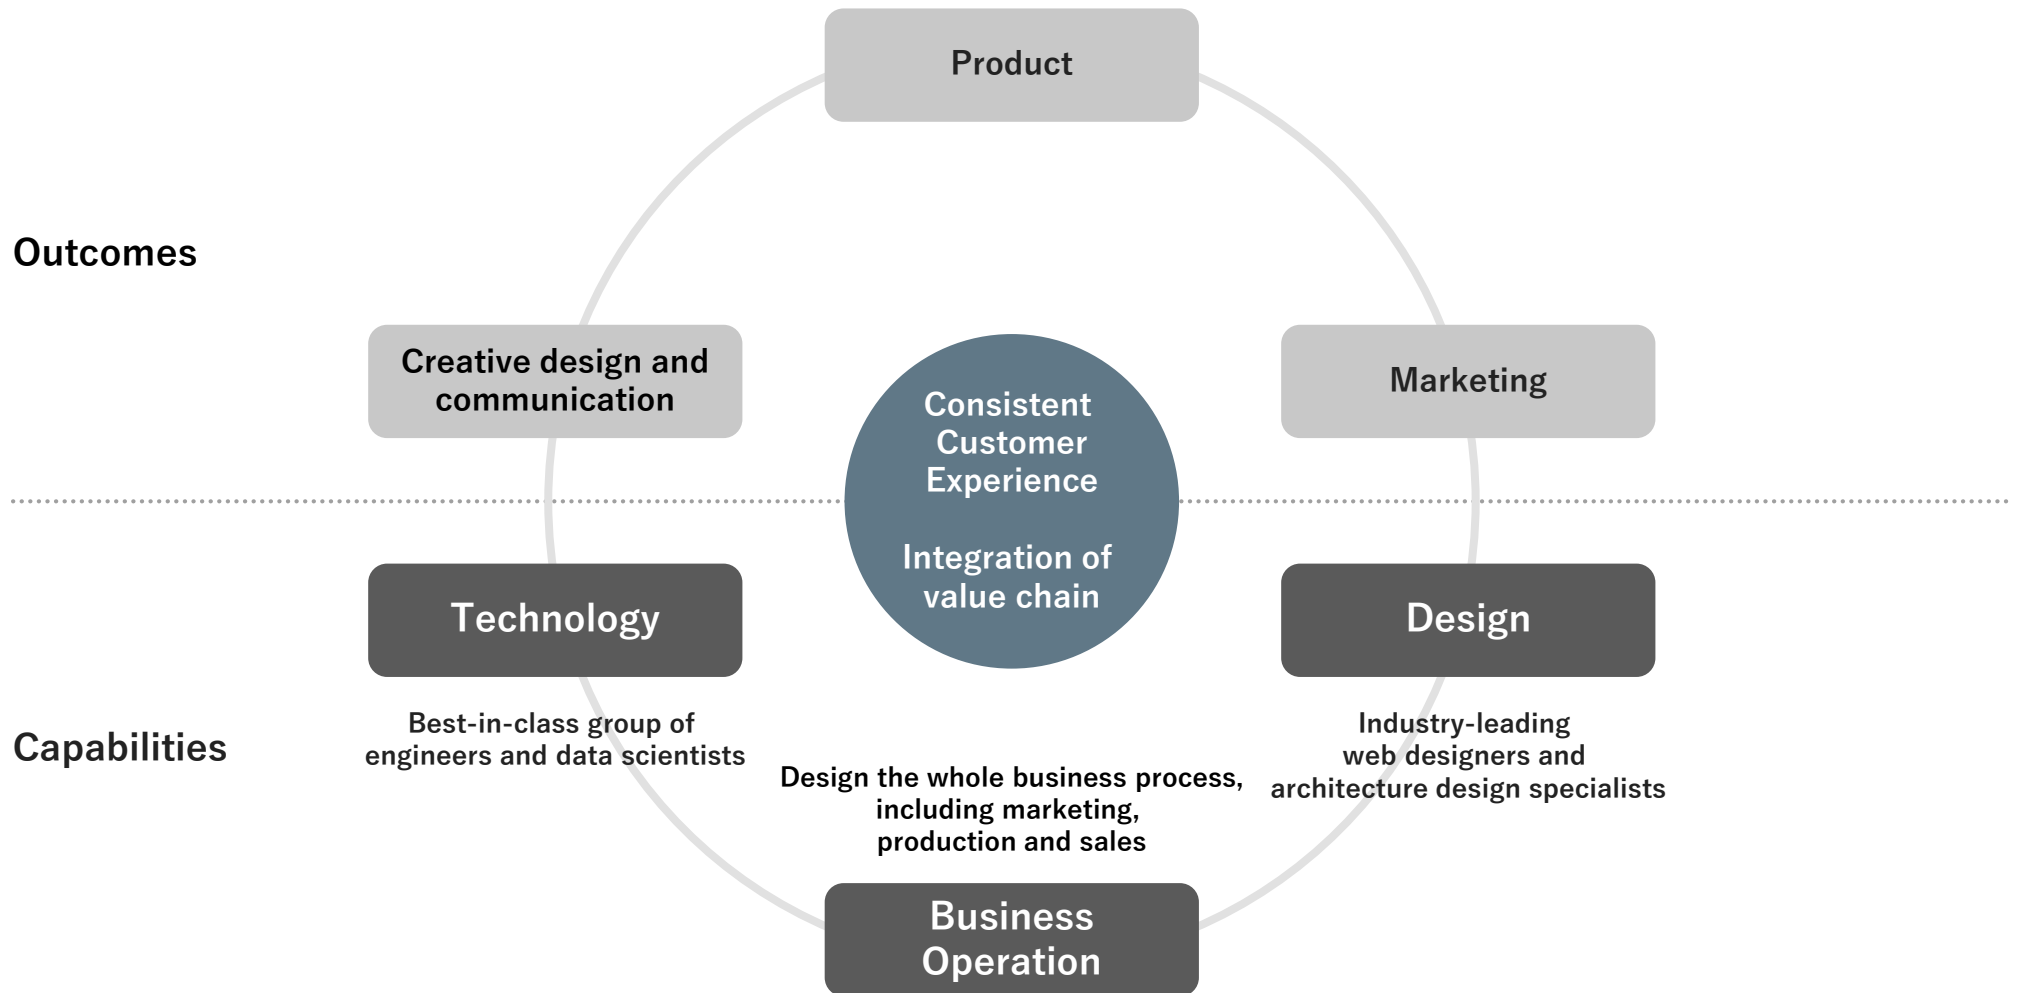 Product
Outcomes
Creative design and
communication
Marketing
Consistent
Customer
Experience
Integration of
value chain
Technology
Design
Capabilities
Best-in-class group of
engineers and data scientists
Industry-leading
web designers and
architecture design specialists
Design the whole business process,
including marketing,
production and sales
Business
Operation